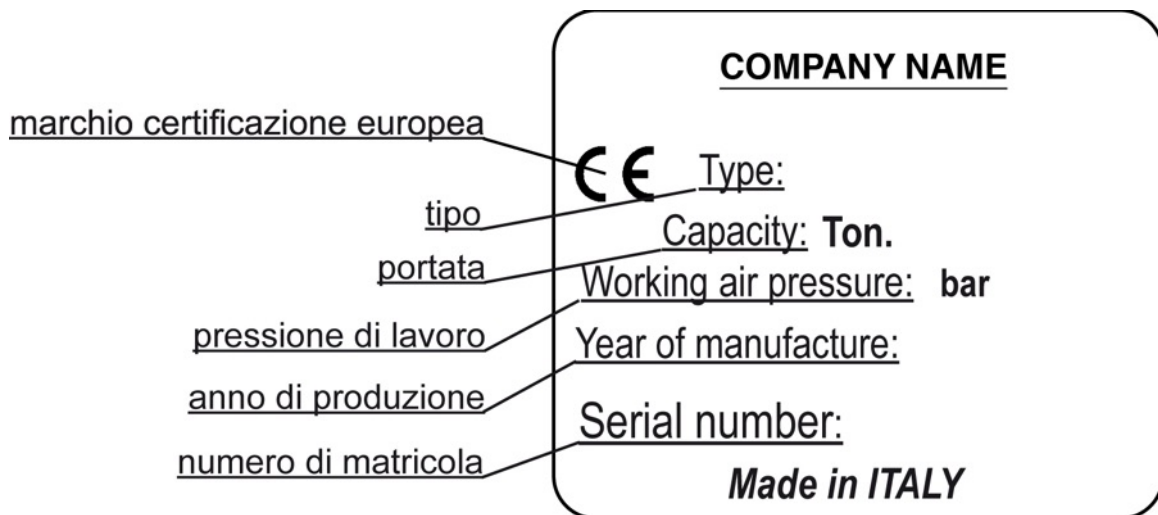 COMPANY NAME
marchio certificazione europea
CE Type:
tipo
Capacity: Ton.
portata
Working air pressure: bar
pressione di lavoro
Year of manufacture:
anno di produzione
Serial number:
numero di matricola
Made in ITALY